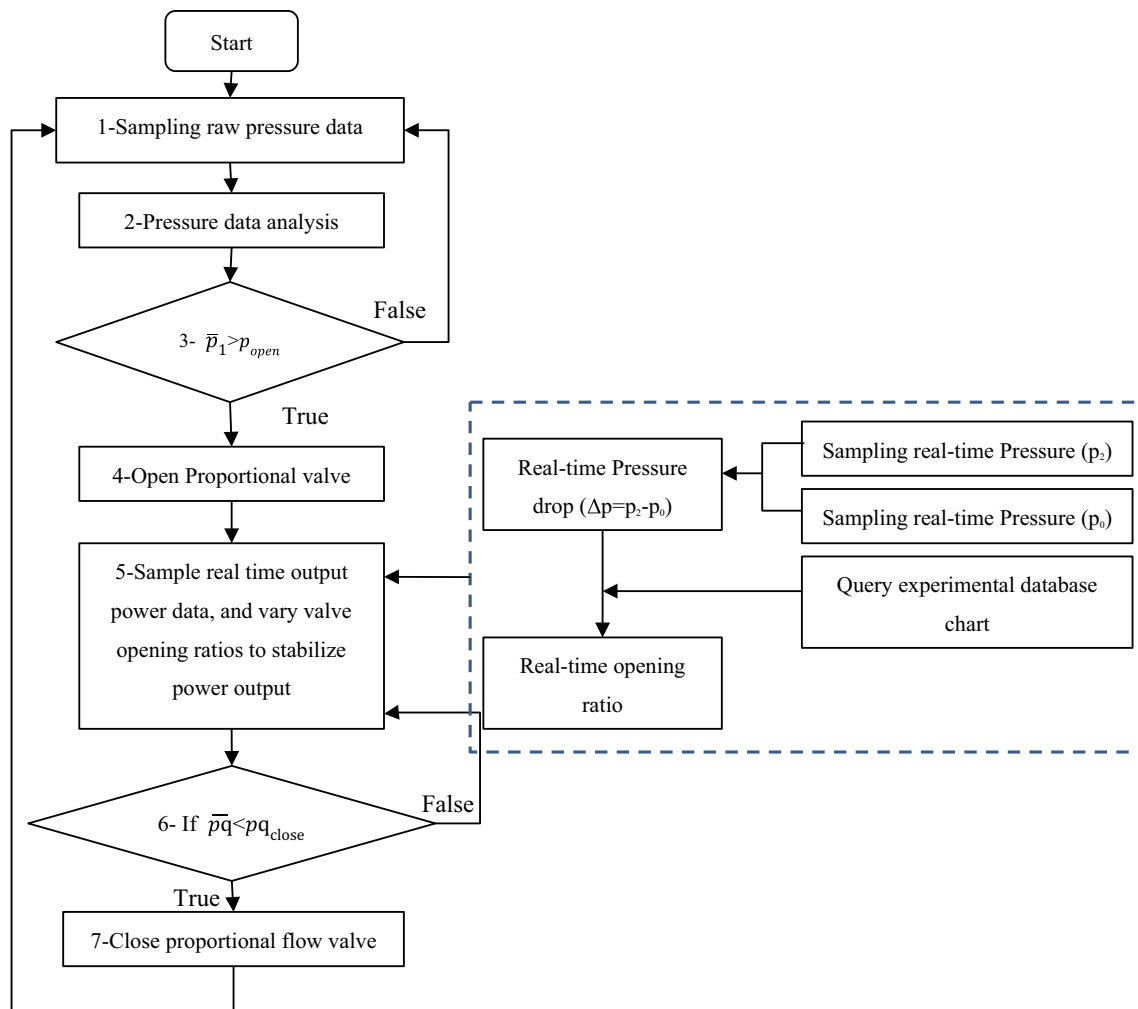 Start
1-Sampling raw pressure data
2-Pressure data analysis
False
3- p̅₁>p_open
True
4-Open Proportional valve
5-Sample real time output
power data, and vary valve
opening ratios to stabilize
power output
Real-time Pressure
drop (Δp=p₂-p₀)
Sampling real-time Pressure (p₂)
Sampling real-time Pressure (p₀)
Query experimental database
chart
Real-time opening
ratio
False
6- If p̅q̅<pq_close
True
7-Close proportional flow valve